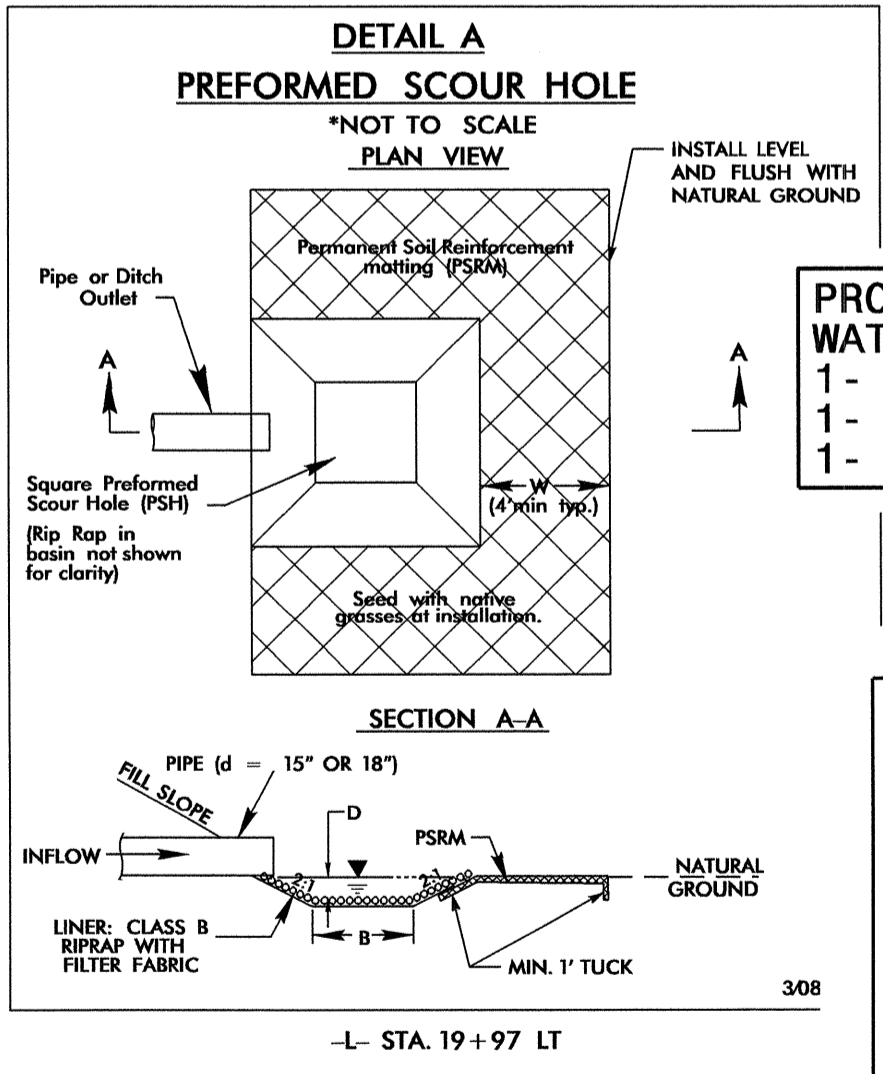 DETAIL A
PREFORMED SCOUR HOLE
*NOT TO SCALE
PLAN VIEW
INSTALL LEVEL
AND FLUSH WITH
NATURAL GROUND
Permanent Soil Reinforcement
matting (PSRM)
Pipe or Ditch
Outlet
A
A
Square Preformed
Scour Hole (PSH)
(Rip Rap in
basin not shown
for clarity)
W
(4'min typ.)
Seed with native
grasses at installation.
PRO
WAT
1 -
1 -
1 -
SECTION A-A
PIPE (d = 15" OR 18")
FILL SLOPE
D
PSRM
INFLOW
2:1
2:1
NATURAL
GROUND
LINER: CLASS B
RIPRAP WITH
FILTER FABRIC
B
MIN. 1' TUCK
3/08
-L- STA. 19+97 LT